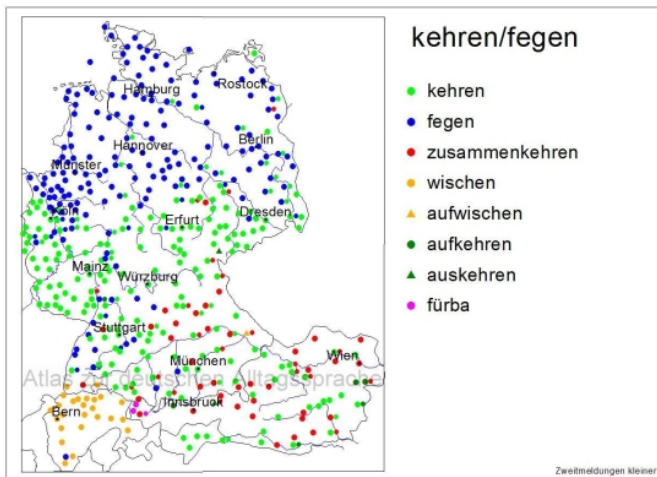 kehren/fegen
kehren
fegen
zusammenkehren
wischen
aufwischen
aufkehren
auskehren
fürba
Rostock
Hamburg
Hannover
Berlin
Münster
Köln
Erfurt
Dresden
Mainz
Würzburg
Stuttgart
München
Wien
Atlas zur deutschen Alltagssprache
Bern
Innsbruck
Zweitmeldungen kleiner